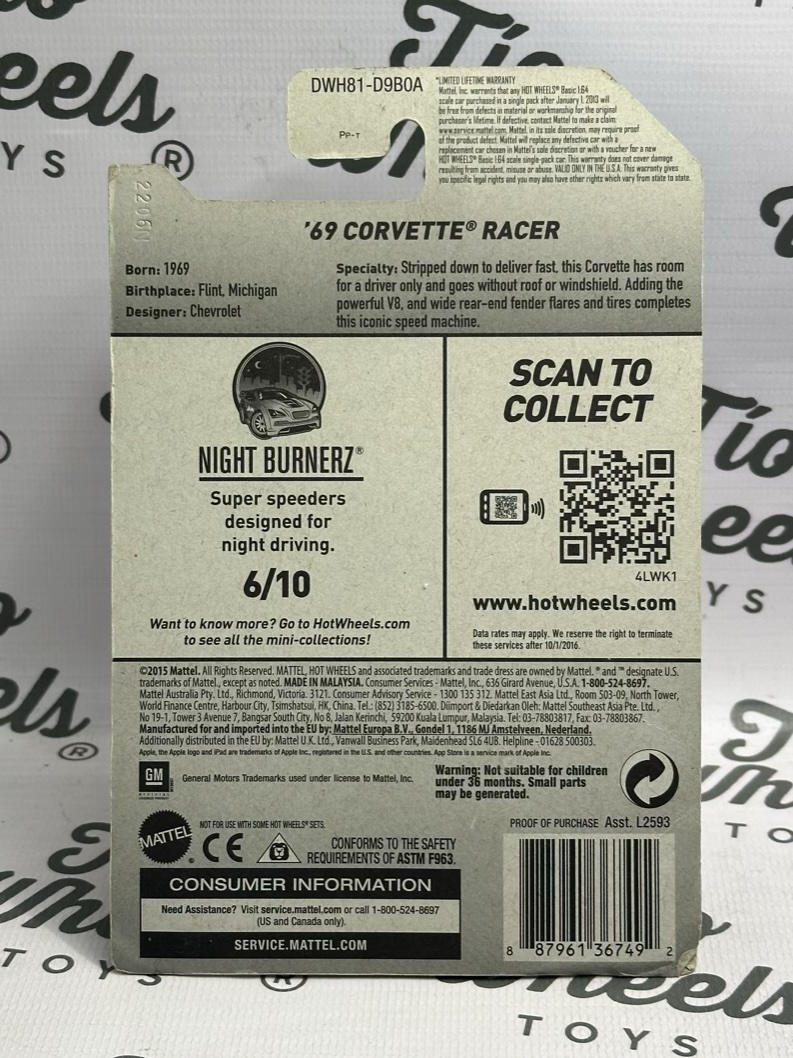 DWH81-D9B0A
PP-T
*LIMITED LIFETIME WARRANTY
Mattel, Inc. warrants that any HOT WHEELS® Basic 1:64
scale car purchased in a single pack after January 1, 2013 will
be free from defects in material or workmanship for the original
purchaser's lifetime. If defective, contact Mattel to make a claim:
www.service.mattel.com. Mattel, in its sole discretion, may require proof
of the product defect. Mattel will replace any defective car with a
replacement car chosen in Mattel's sole discretion or with a voucher for a new
HOT WHEELS® Basic 1:64 scale single-pack car. This warranty does not cover damage
resulting from accident, misuse or abuse. VALID ONLY IN THE U.S.A. This warranty gives
you specific legal rights and you may also have other rights which vary from state to state.
'69 CORVETTE® RACER
Born: 1969
Birthplace: Flint, Michigan
Designer: Chevrolet
Specialty: Stripped down to deliver fast, this Corvette has room
for a driver only and goes without roof or windshield. Adding the
powerful V8, and wide rear-end fender flares and tires completes
this iconic speed machine.
NIGHT BURNERZ®
Super speeders
designed for
night driving.
6/10
Want to know more? Go to HotWheels.com
to see all the mini-collections!
SCAN TO
COLLECT
4LWK1
www.hotwheels.com
Data rates may apply. We reserve the right to terminate
these services after 10/1/2016.
©2015 Mattel. All Rights Reserved. MATTEL, HOT WHEELS and associated trademarks and trade dress are owned by Mattel. ® and ™ designate U.S.
trademarks of Mattel, except as noted. MADE IN MALAYSIA. Consumer Services - Mattel, Inc., 636 Girard Avenue, U.S.A. 1-800-524-8697.
Mattel Australia Pty. Ltd., Richmond, Victoria. 3121. Consumer Advisory Service - 1300 135 312. Mattel East Asia Ltd., Room 503-09, North Tower,
World Finance Centre, Harbour City, Tsimshatsui, HK, China. Tel.: (852) 3185-6500. Diimport & Diedarkan Oleh: Mattel Southeast Asia Pte. Ltd. ,
No 19-1, Tower 3 Avenue 7, Bangsar South City, No 8, Jalan Kerinchi, 59200 Kuala Lumpur, Malaysia. Tel: 03-78803817, Fax: 03-78803867.
Manufactured for and imported into the EU by: Mattel Europa B.V., Gondel 1, 1186 MJ Amstelveen, Nederland.
Additionally distributed in the EU by: Mattel U.K. Ltd., Vanwall Business Park, Maidenhead SL6 4UB. Helpline - 01628 500303.
Apple, the Apple logo and iPad are trademarks of Apple Inc., registered in the U.S. and other countries. App Store is a service mark of Apple Inc.
GM
General Motors Trademarks used under license to Mattel, Inc.
Warning: Not suitable for children
under 36 months. Small parts
may be generated.
MATTEL
NOT FOR USE WITH SOME HOT WHEELS® SETS.
CE
CONFORMS TO THE SAFETY
REQUIREMENTS OF ASTM F963.
PROOF OF PURCHASE Asst. L2593
CONSUMER INFORMATION
Need Assistance? Visit service.mattel.com or call 1-800-524-8697
(US and Canada only).
SERVICE.MATTEL.COM
8 87961 36749 2